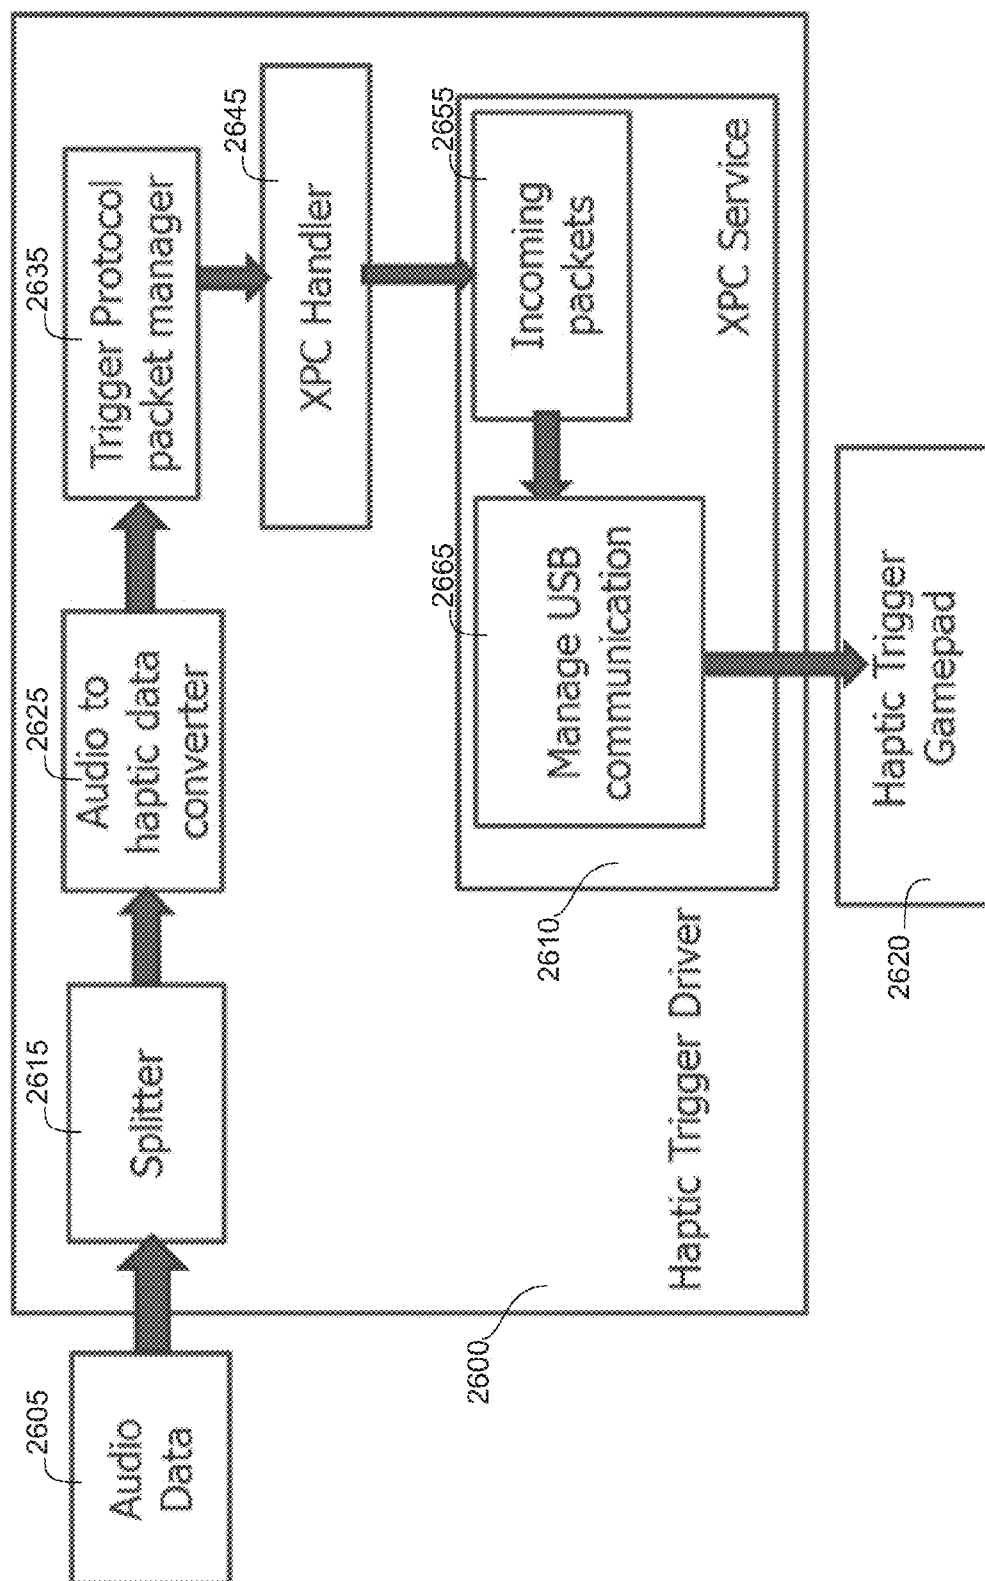 2605
Audio
Data
2615
Splitter
2625
Audio to
haptic data
converter
2635
Trigger Protocol
packet manager
2645
XPC Handler
2655
Incoming
packets
2665
Manage USB
communication
XPC Service
2610
Haptic Trigger Driver
2600
Haptic Trigger
Gamepad
2620